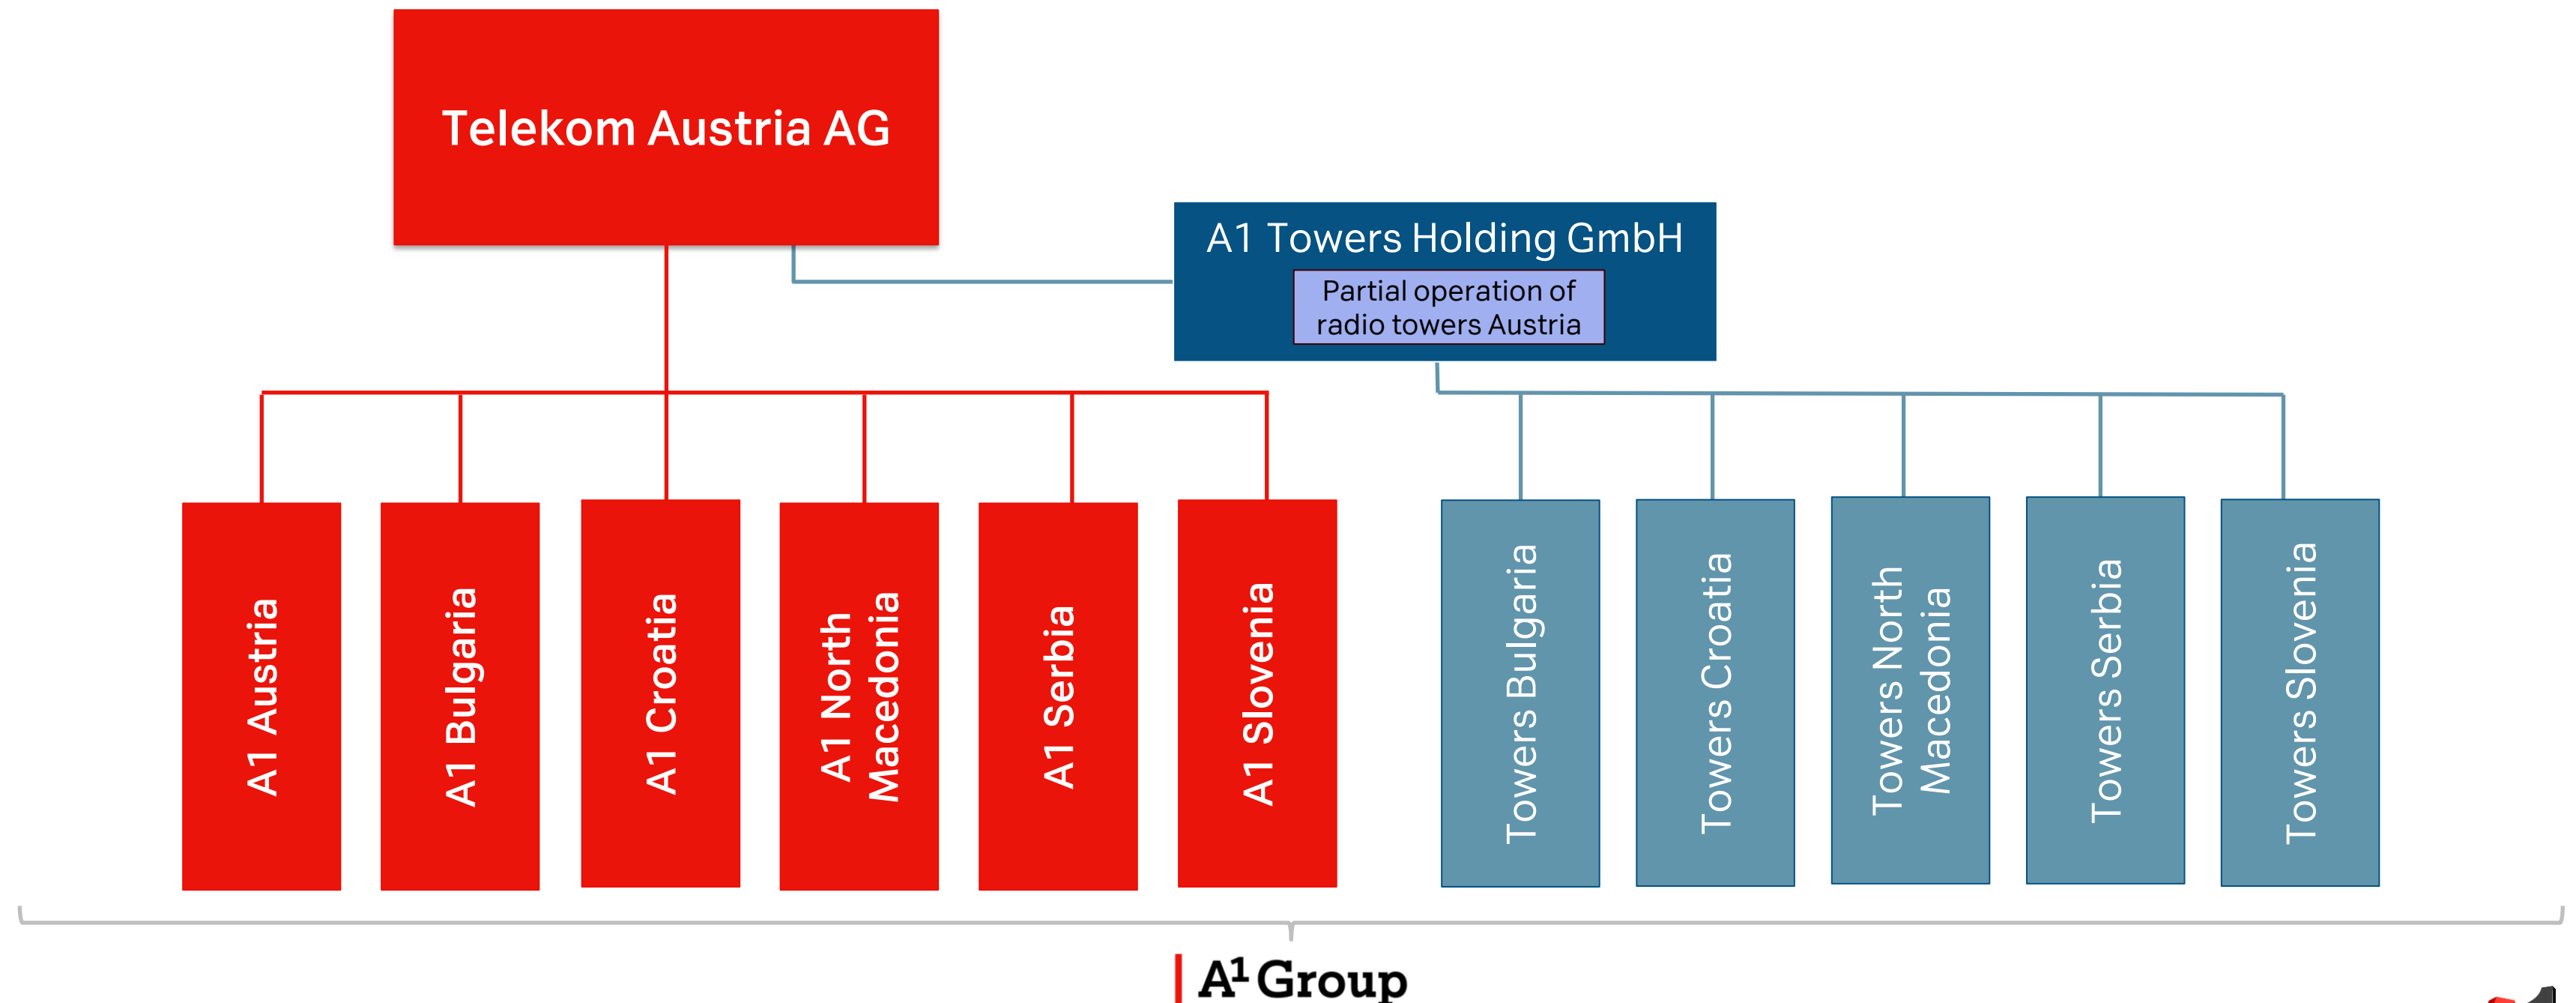 Telekom Austria AG
A1 Towers Holding GmbH
Partial operation of
radio towers Austria
A1 Austria
A1 Bulgaria
A1 Croatia
A1 North
Macedonia
A1 Serbia
A1 Slovenia
Towers Bulgaria
Towers Croatia
Towers North
Macedonia
Towers Serbia
Towers Slovenia
A1 Group